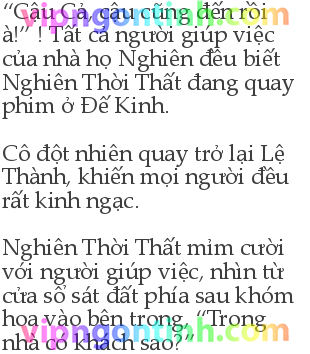 “Cậu Cả, cậu cũng đến rồi
à!” ! Tất cả người giúp việc
của nhà họ Nghiên đều biết
Nghiên Thời Thất đang quay
phim ở Đế Kinh.
Cô đột nhiên quay trở lại Lệ
Thành, khiến mọi người đều
rất kinh ngạc.
Nghiên Thời Thất mỉm cười
với người giúp việc, nhìn từ
cửa sổ sát đất phía sau khóm
hoa vào bên trong, “Trong
nhà có khách sao?”
vipngontinh.com
vipngontinh.com